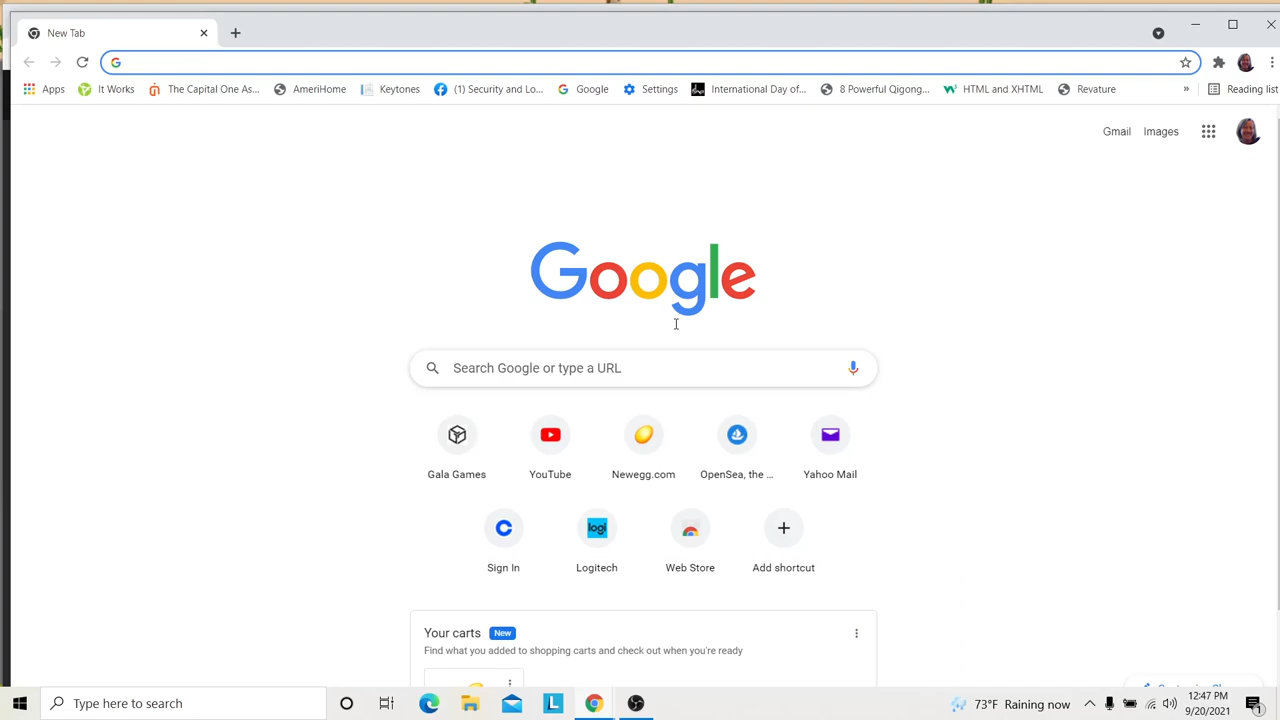 New Tab
Apps It Works The Capital One As... AmeriHome Keytones (1) Security and Lo... Google Settings International Day of... 8 Powerful Qigong... HTML and XHTML Revature » Reading list
Gmail Images
Google
Search Google or type a URL
Gala Games YouTube Newegg.com OpenSea, the ... Yahoo Mail
logi
Sign In Logitech Web Store Add shortcut
Your carts New
Find what you added to shopping carts and check out when you're ready
Type here to search
L
73°F Raining now
12:47 PM
9/20/2021
1